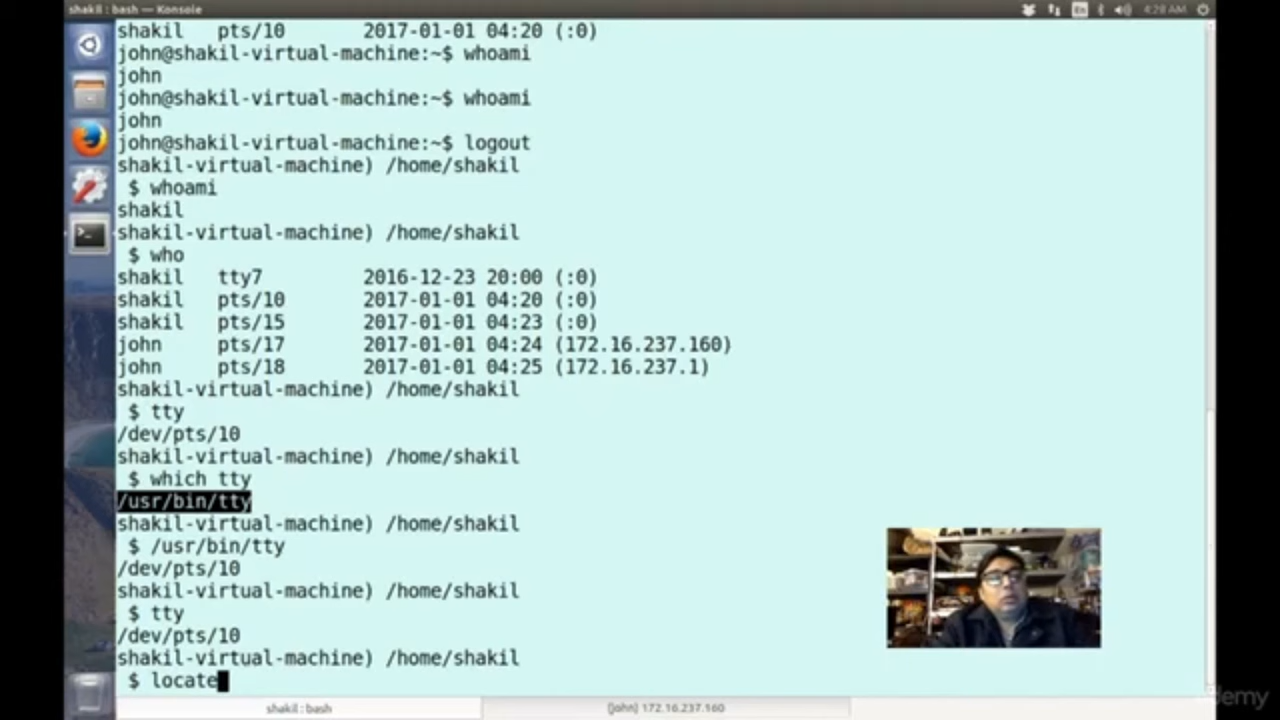 shakil : bash — Konsole
En
4:28 AM
shakil   pts/10       2017-01-01 04:20 (:0)
john@shakil-virtual-machine:~$ whoami
john
john@shakil-virtual-machine:~$ whoami
john
john@shakil-virtual-machine:~$ logout
shakil-virtual-machine) /home/shakil
 $ whoami
shakil
shakil-virtual-machine) /home/shakil
 $ who
shakil   tty7         2016-12-23 20:00 (:0)
shakil   pts/10       2017-01-01 04:20 (:0)
shakil   pts/15       2017-01-01 04:23 (:0)
john     pts/17       2017-01-01 04:24 (172.16.237.160)
john     pts/18       2017-01-01 04:25 (172.16.237.1)
shakil-virtual-machine) /home/shakil
 $ tty
/dev/pts/10
shakil-virtual-machine) /home/shakil
 $ which tty
/usr/bin/tty
shakil-virtual-machine) /home/shakil
 $ /usr/bin/tty
/dev/pts/10
shakil-virtual-machine) /home/shakil
 $ tty
/dev/pts/10
shakil-virtual-machine) /home/shakil
 $ locate
shakil : bash
(john) 172.16.237.160